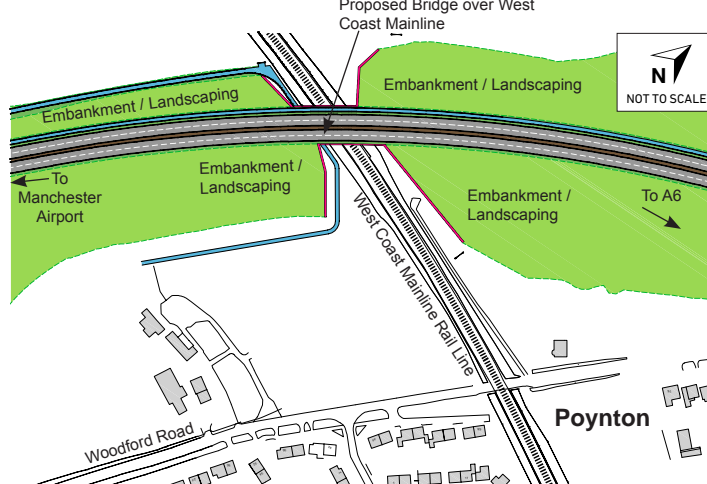 Proposed Bridge over West
Coast Mainline
N
NOT TO SCALE
Embankment / Landscaping
Embankment / Landscaping
Embankment /
Landscaping
Embankment /
Landscaping
To
Manchester
Airport
To A6
West Coast Mainline Rail Line
Poynton
Woodford Road